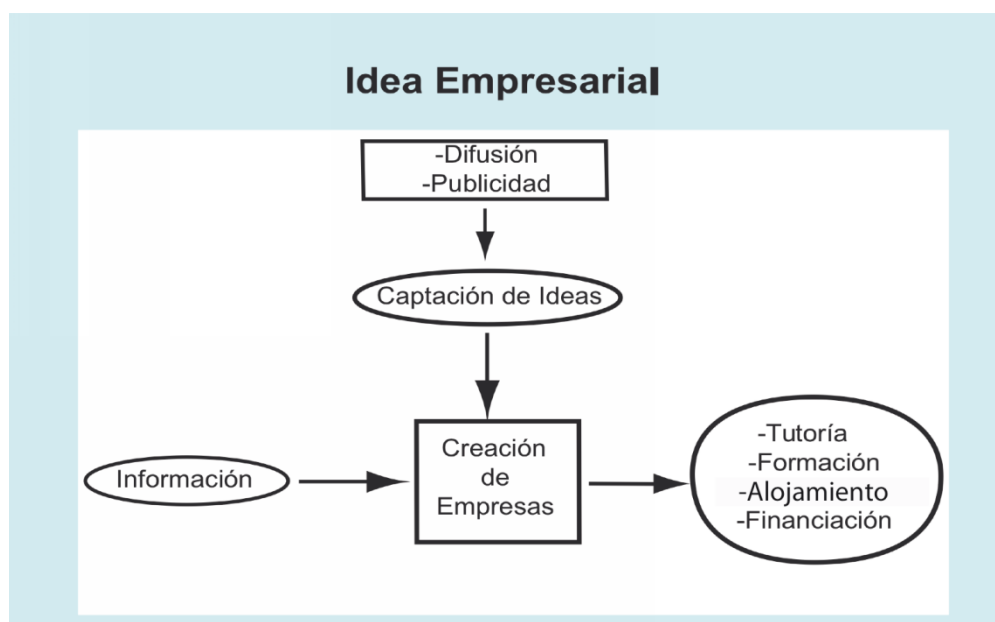 Idea Empresarial
-Difusión
-Publicidad
Captación de Ideas
Información
Creación
de
Empresas
-Tutoría
-Formación
-Alojamiento
-Financiación